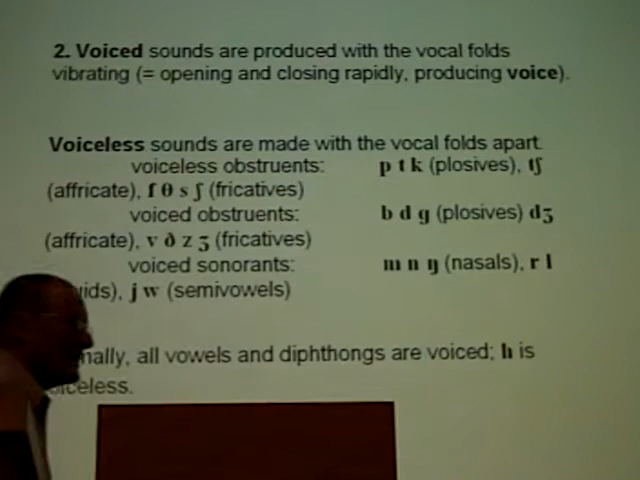 2. Voiced sounds are produced with the vocal folds
vibrating (= opening and closing rapidly, producing voice).
Voiceless sounds are made with the vocal folds apart.
voiceless obstruents: p t k (plosives), tʃ
(affricate), f θ s ʃ (fricatives)
voiced obstruents: b d g (plosives) dʒ
(affricate), v ð z ʒ (fricatives)
voiced sonorants: m n ŋ (nasals), r l
ids), j w (semivowels)
nally, all vowels and diphthongs are voiced; h is
iceless.